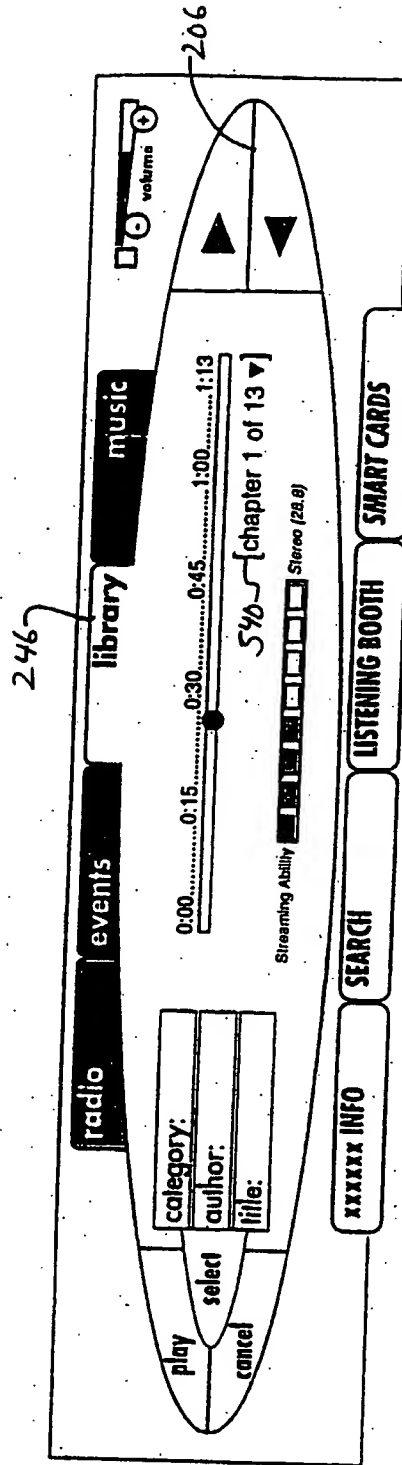 246
206
radio
events
library
music
volume
play
select
cancel
category:
author:
title:
0:00..........0:15..........0:30..........0:45..........1:00..........1:13
540
[chapter 1 of 13 ▼]
Streaming Ability
Stereo (28.8)
xxxxxx INFO
SEARCH
LISTENING BOOTH
SMART CARDS